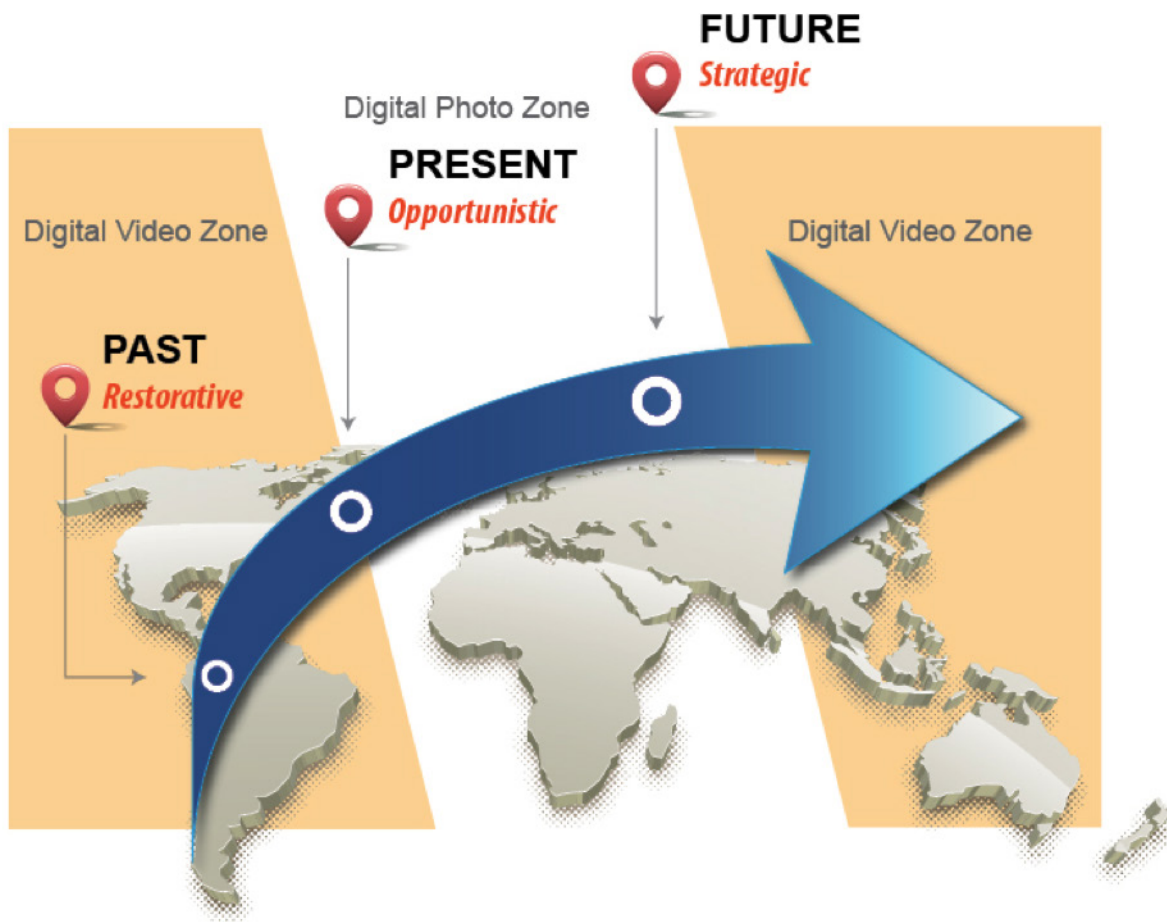 FUTURE
Strategic
Digital Photo Zone
PRESENT
Opportunistic
Digital Video Zone
Digital Video Zone
PAST
Restorative